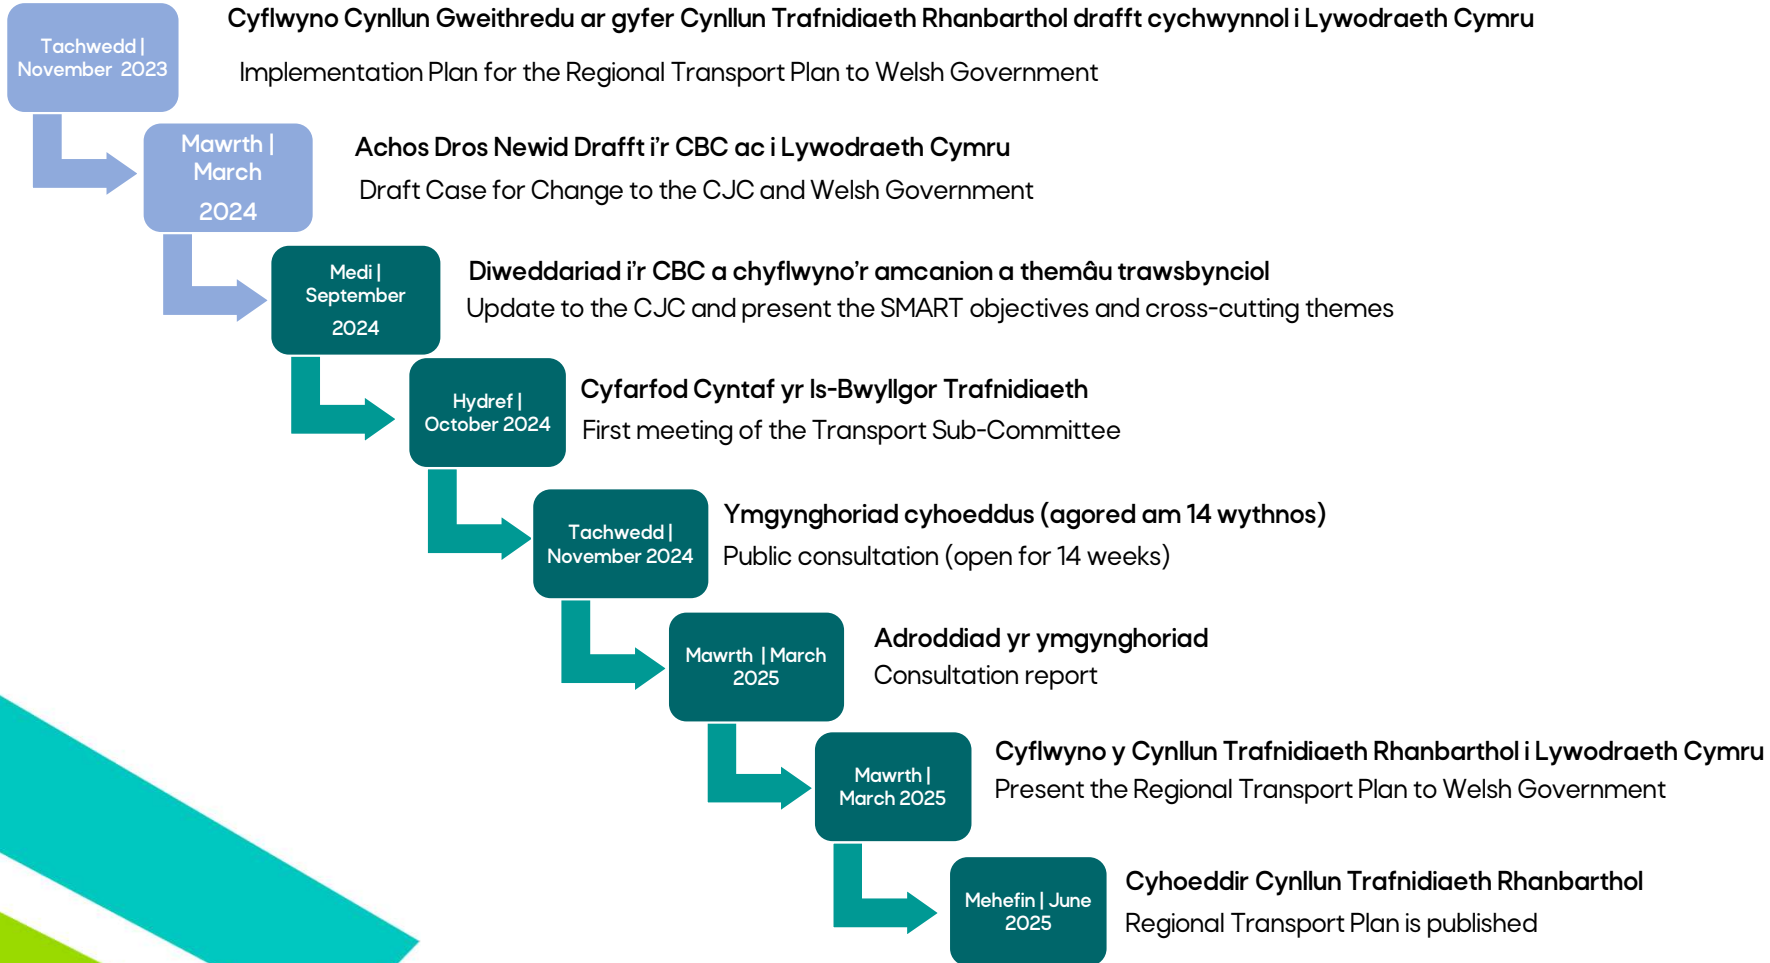 Cyflwyno Cynllun Gweithredu ar gyfer Cynllun Trafnidiaeth Rhanbarthol drafft cychwynnol i Lywodraeth Cymru
Tachwedd |
November 2023
Implementation Plan for the Regional Transport Plan to Welsh Government
Mawrth |
March
2024
Achos Dros Newid Drafft i'r CBC ac i Lywodraeth Cymru
Draft Case for Change to the CJC and Welsh Government
Medi |
September
2024
Diweddariad i'r CBC a chyflwyno'r amcanion a themâu trawsbynciol
Update to the CJC and present the SMART objectives and cross-cutting themes
Hydref |
October 2024
Cyfarfod Cyntaf yr Is-Bwyllgor Trafnidiaeth
First meeting of the Transport Sub-Committee
Tachwedd |
November 2024
Ymgynghoriad cyhoeddus (agored am 14 wythnos)
Public consultation (open for 14 weeks)
Mawrth | March
2025
Adroddiad yr ymgynghoriad
Consultation report
Mawrth |
March 2025
Cyflwyno y Cynllun Trafnidiaeth Rhanbarthol i Lywodraeth Cymru
Present the Regional Transport Plan to Welsh Government
Mehefin | June
2025
Cyhoeddir Cynllun Trafnidiaeth Rhanbarthol
Regional Transport Plan is published